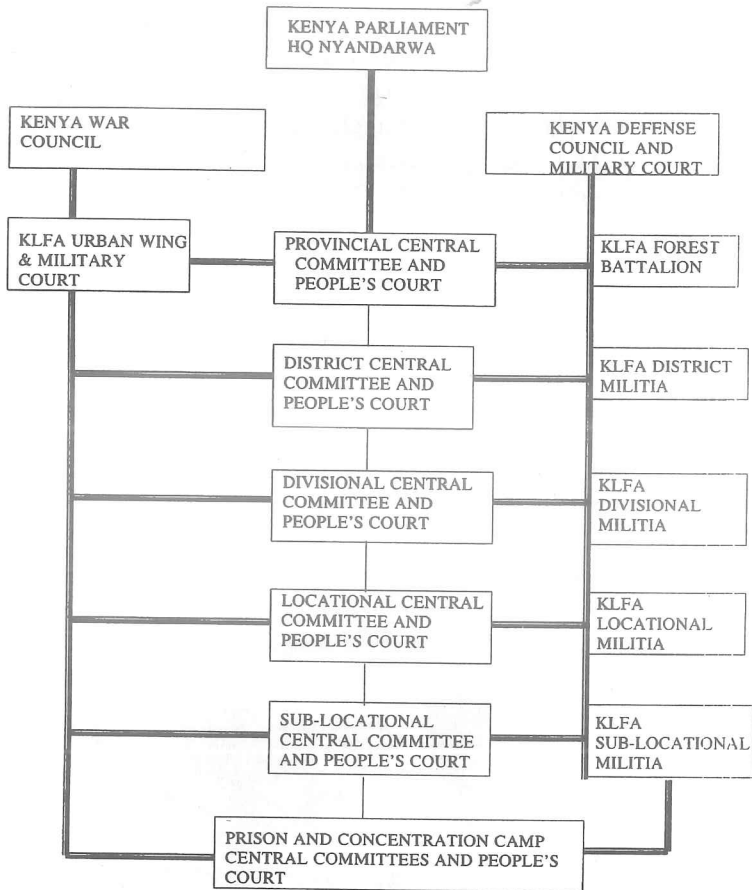 KENYA PARLIAMENT
HQ NYANDARWA
KENYA WAR
COUNCIL
KENYA DEFENSE
COUNCIL AND
MILITARY COURT
KLFA URBAN WING
& MILITARY
COURT
PROVINCIAL CENTRAL
COMMITTEE AND
PEOPLE'S COURT
KLFA FOREST
BATTALION
DISTRICT CENTRAL
COMMITTEE AND
PEOPLE'S COURT
KLFA DISTRICT
MILITIA
DIVISIONAL CENTRAL
COMMITTEE AND
PEOPLE'S COURT
KLFA
DIVISIONAL
MILITIA
LOCATIONAL CENTRAL
COMMITTEE AND
PEOPLE'S COURT
KLFA
LOCATIONAL
MILITIA
SUB-LOCATIONAL
CENTRAL COMMITTEE
AND PEOPLE'S COURT
KLFA
SUB-LOCATIONAL
MILITIA
PRISON AND CONCENTRATION CAMP
CENTRAL COMMITTEES AND PEOPLE'S
COURT